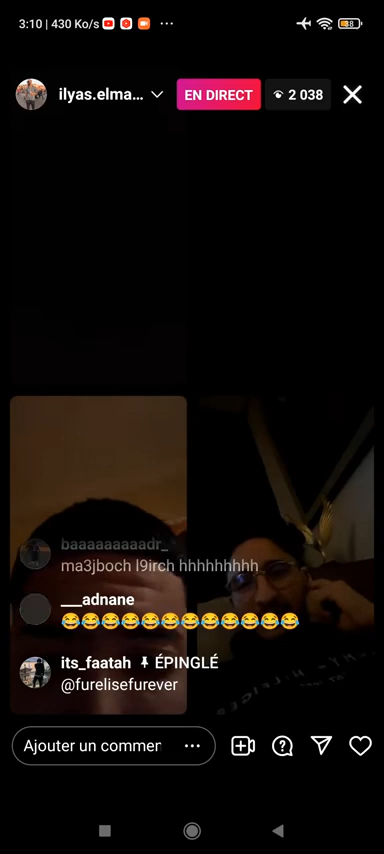 3:10 | 430 Ko/s
38
ilyas.elma...
EN DIRECT
2 038
baaaaaaaaadr_
ma3jboch l9irch hhhhhhhhh
___adnane
😂😂😂😂😂😂😂😂😂😂😂😂
its_faatah ÉPINGLÉ
@furelisefurever
Ajouter un commen